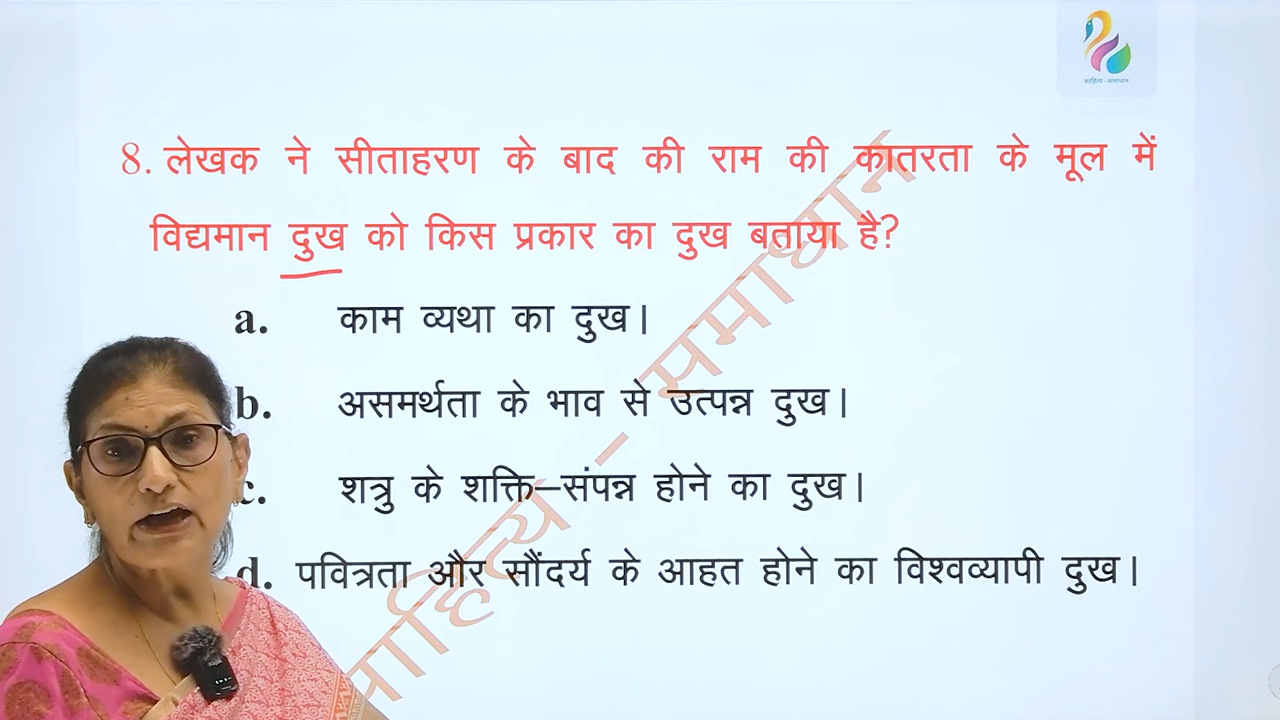 साहित्य - समाधान
8. लेखक ने सीताहरण के बाद की राम की कातरता के मूल में
विद्यमान दुख को किस प्रकार का दुख बताया है?
a. काम व्यथा का दुख।
b. असमर्थता के भाव से उत्पन्न दुख।
c. शत्रु के शक्ति–संपन्न होने का दुख।
d. पवित्रता और सौंदर्य के आहत होने का विश्वव्यापी दुख।
साहित्य - समाधान